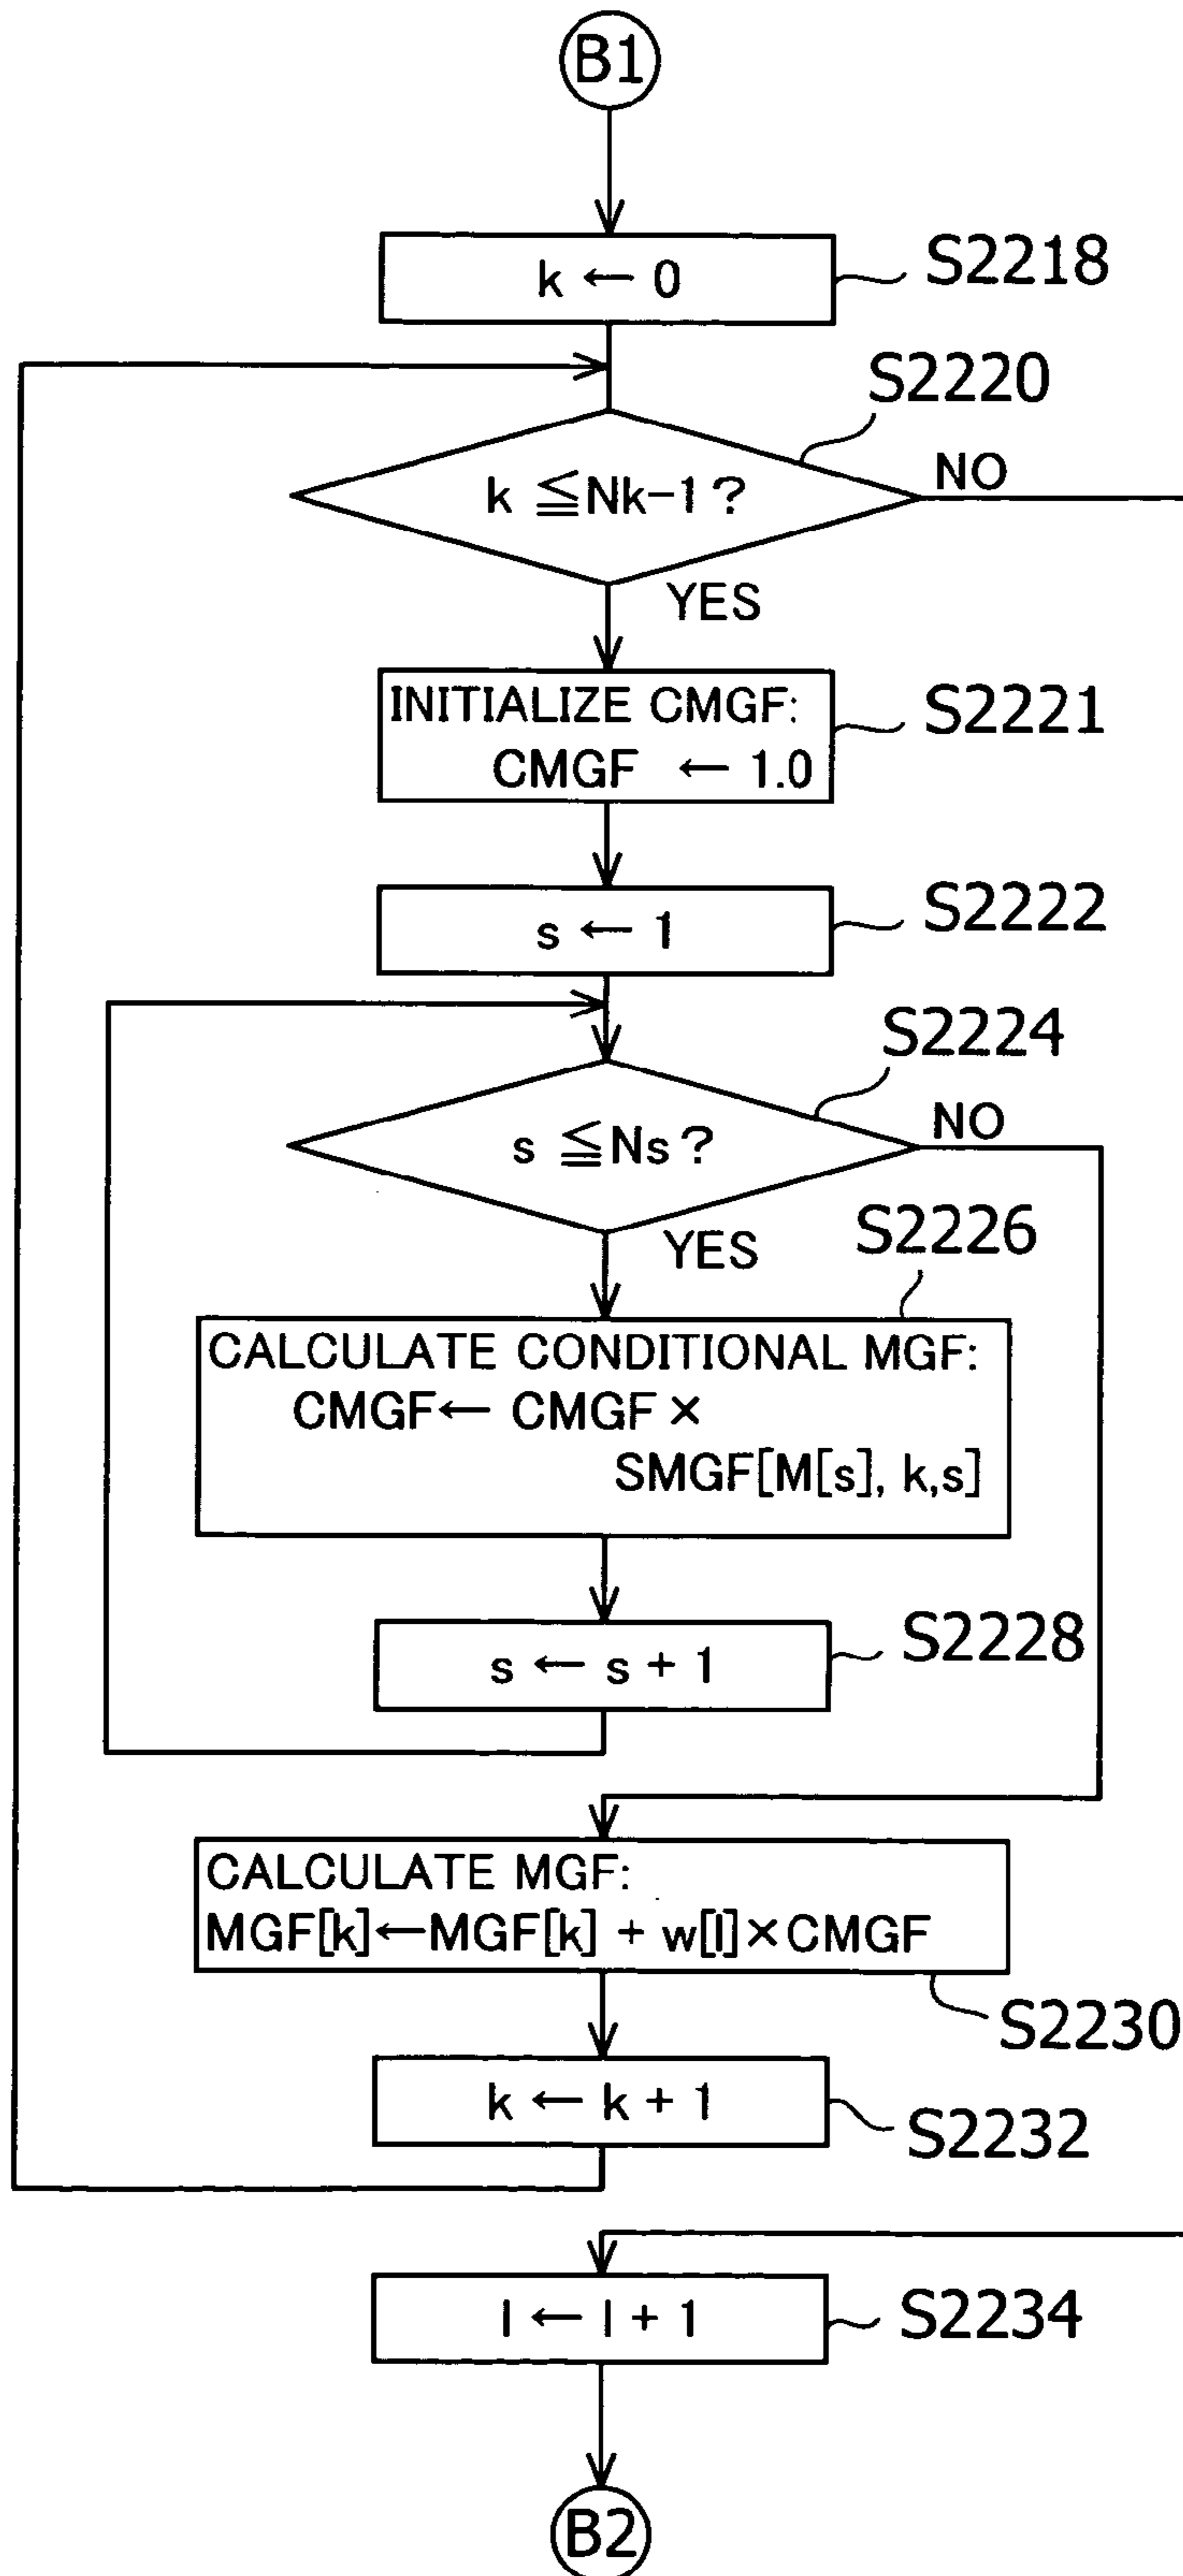 B1
k ← 0
S2218
S2220
k ≦Nk-1?
NO
YES
INITIALIZE CMGF:
CMGF ← 1.0
S2221
s ← 1
S2222
S2224
s ≦Ns?
NO
YES
S2226
CALCULATE CONDITIONAL MGF:
CMGF← CMGF ×
SMGF[M[s], k,s]
s ← s + 1
S2228
CALCULATE MGF:
MGF[k]←MGF[k] + w[l]×CMGF
S2230
k ← k + 1
S2232
l ← l + 1
S2234
B2